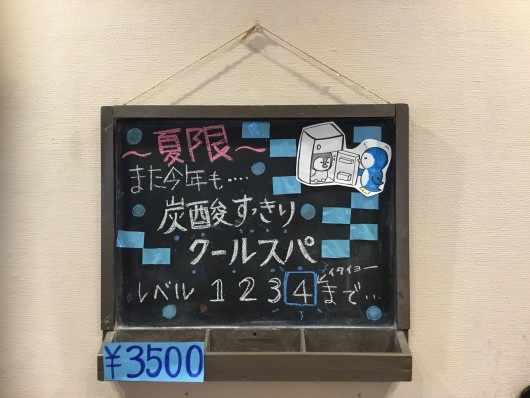 ～夏限～
また今年も‥‥
炭酸すっきり
クールスパ
レベル 1 2 3 4 まで‥
イタイヨー
¥3500